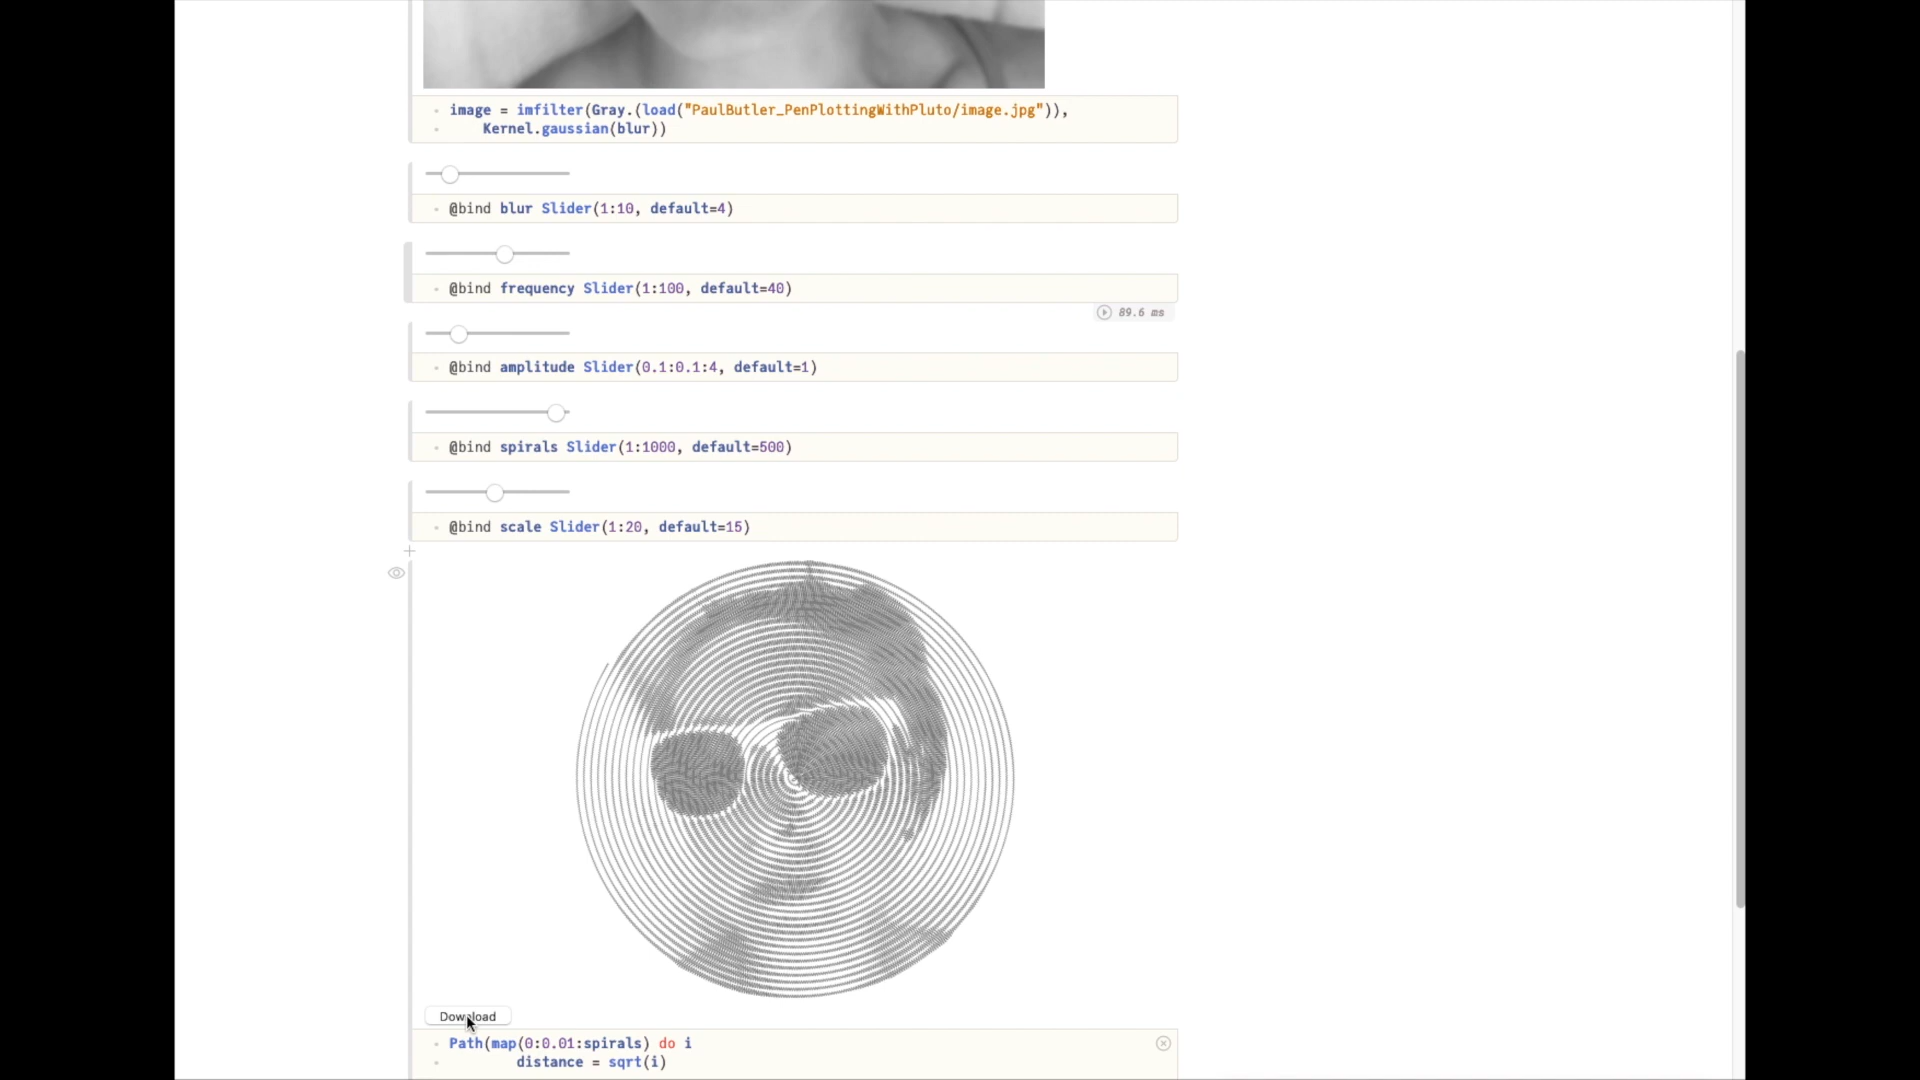 image = imfilter(Gray.(load("PaulButler_PenPlottingWithPluto/image.jpg")),
Kernel.gaussian(blur))
@bind blur Slider(1:10, default=4)
@bind frequency Slider(1:100, default=40)
89.6 ms
@bind amplitude Slider(0.1:0.1:4, default=1)
@bind spirals Slider(1:1000, default=500)
@bind scale Slider(1:20, default=15)
Download
Path(map(0:0.01:spirals) do i
distance = sqrt(i)